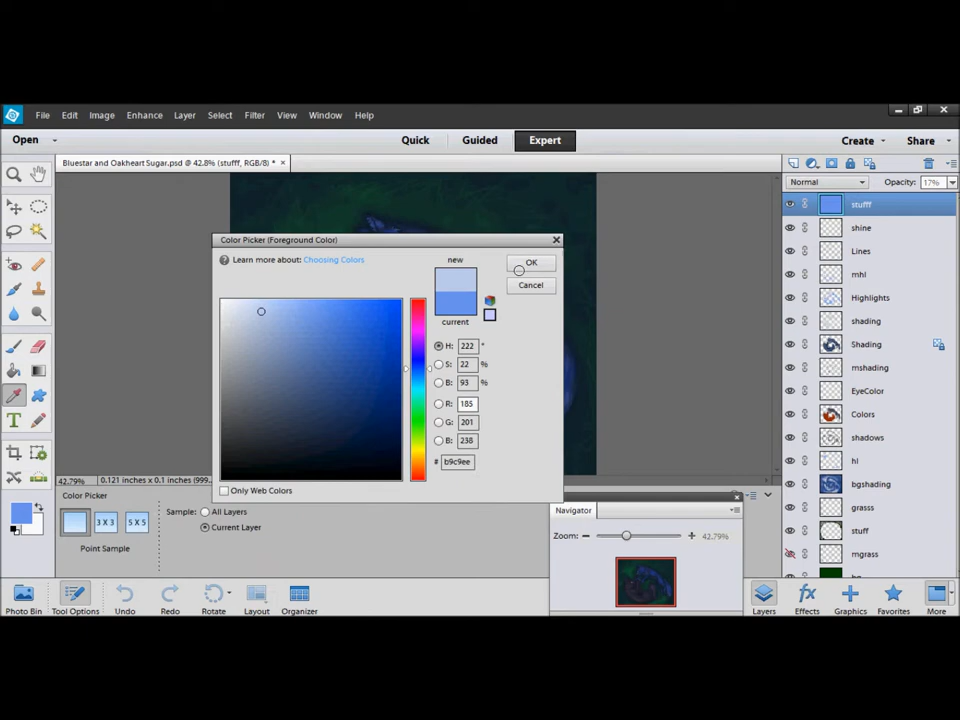 File Edit Image Enhance Layer Select Filter View Window Help
Open Quick Guided Expert Create Share
Bluestar and Oakheart Sugar.psd @ 42.8% (stufff, RGB/8) * ×
Normal Opacity: 17%
stufff
shine
Lines
mhl
Highlights
shading
Shading
mshading
EyeColor
Colors
shadows
hl
bgshading
grasss
stuff
mgrass
bg
Color Picker (Foreground Color)
Learn more about: Choosing Colors
new
current
OK
Cancel
H: 222 °
S: 22 %
B: 93 %
R: 185
G: 201
B: 238
# b9c9ee
Only Web Colors
42.79% 0.121 inches x 0.1 inches (999...
Color Picker
3 X 3 5 X 5
Point Sample
Sample: All Layers
Current Layer
Navigator
Zoom: 42.79%
Photo Bin Tool Options Undo Redo Rotate Layout Organizer
Layers Effects Graphics Favorites More